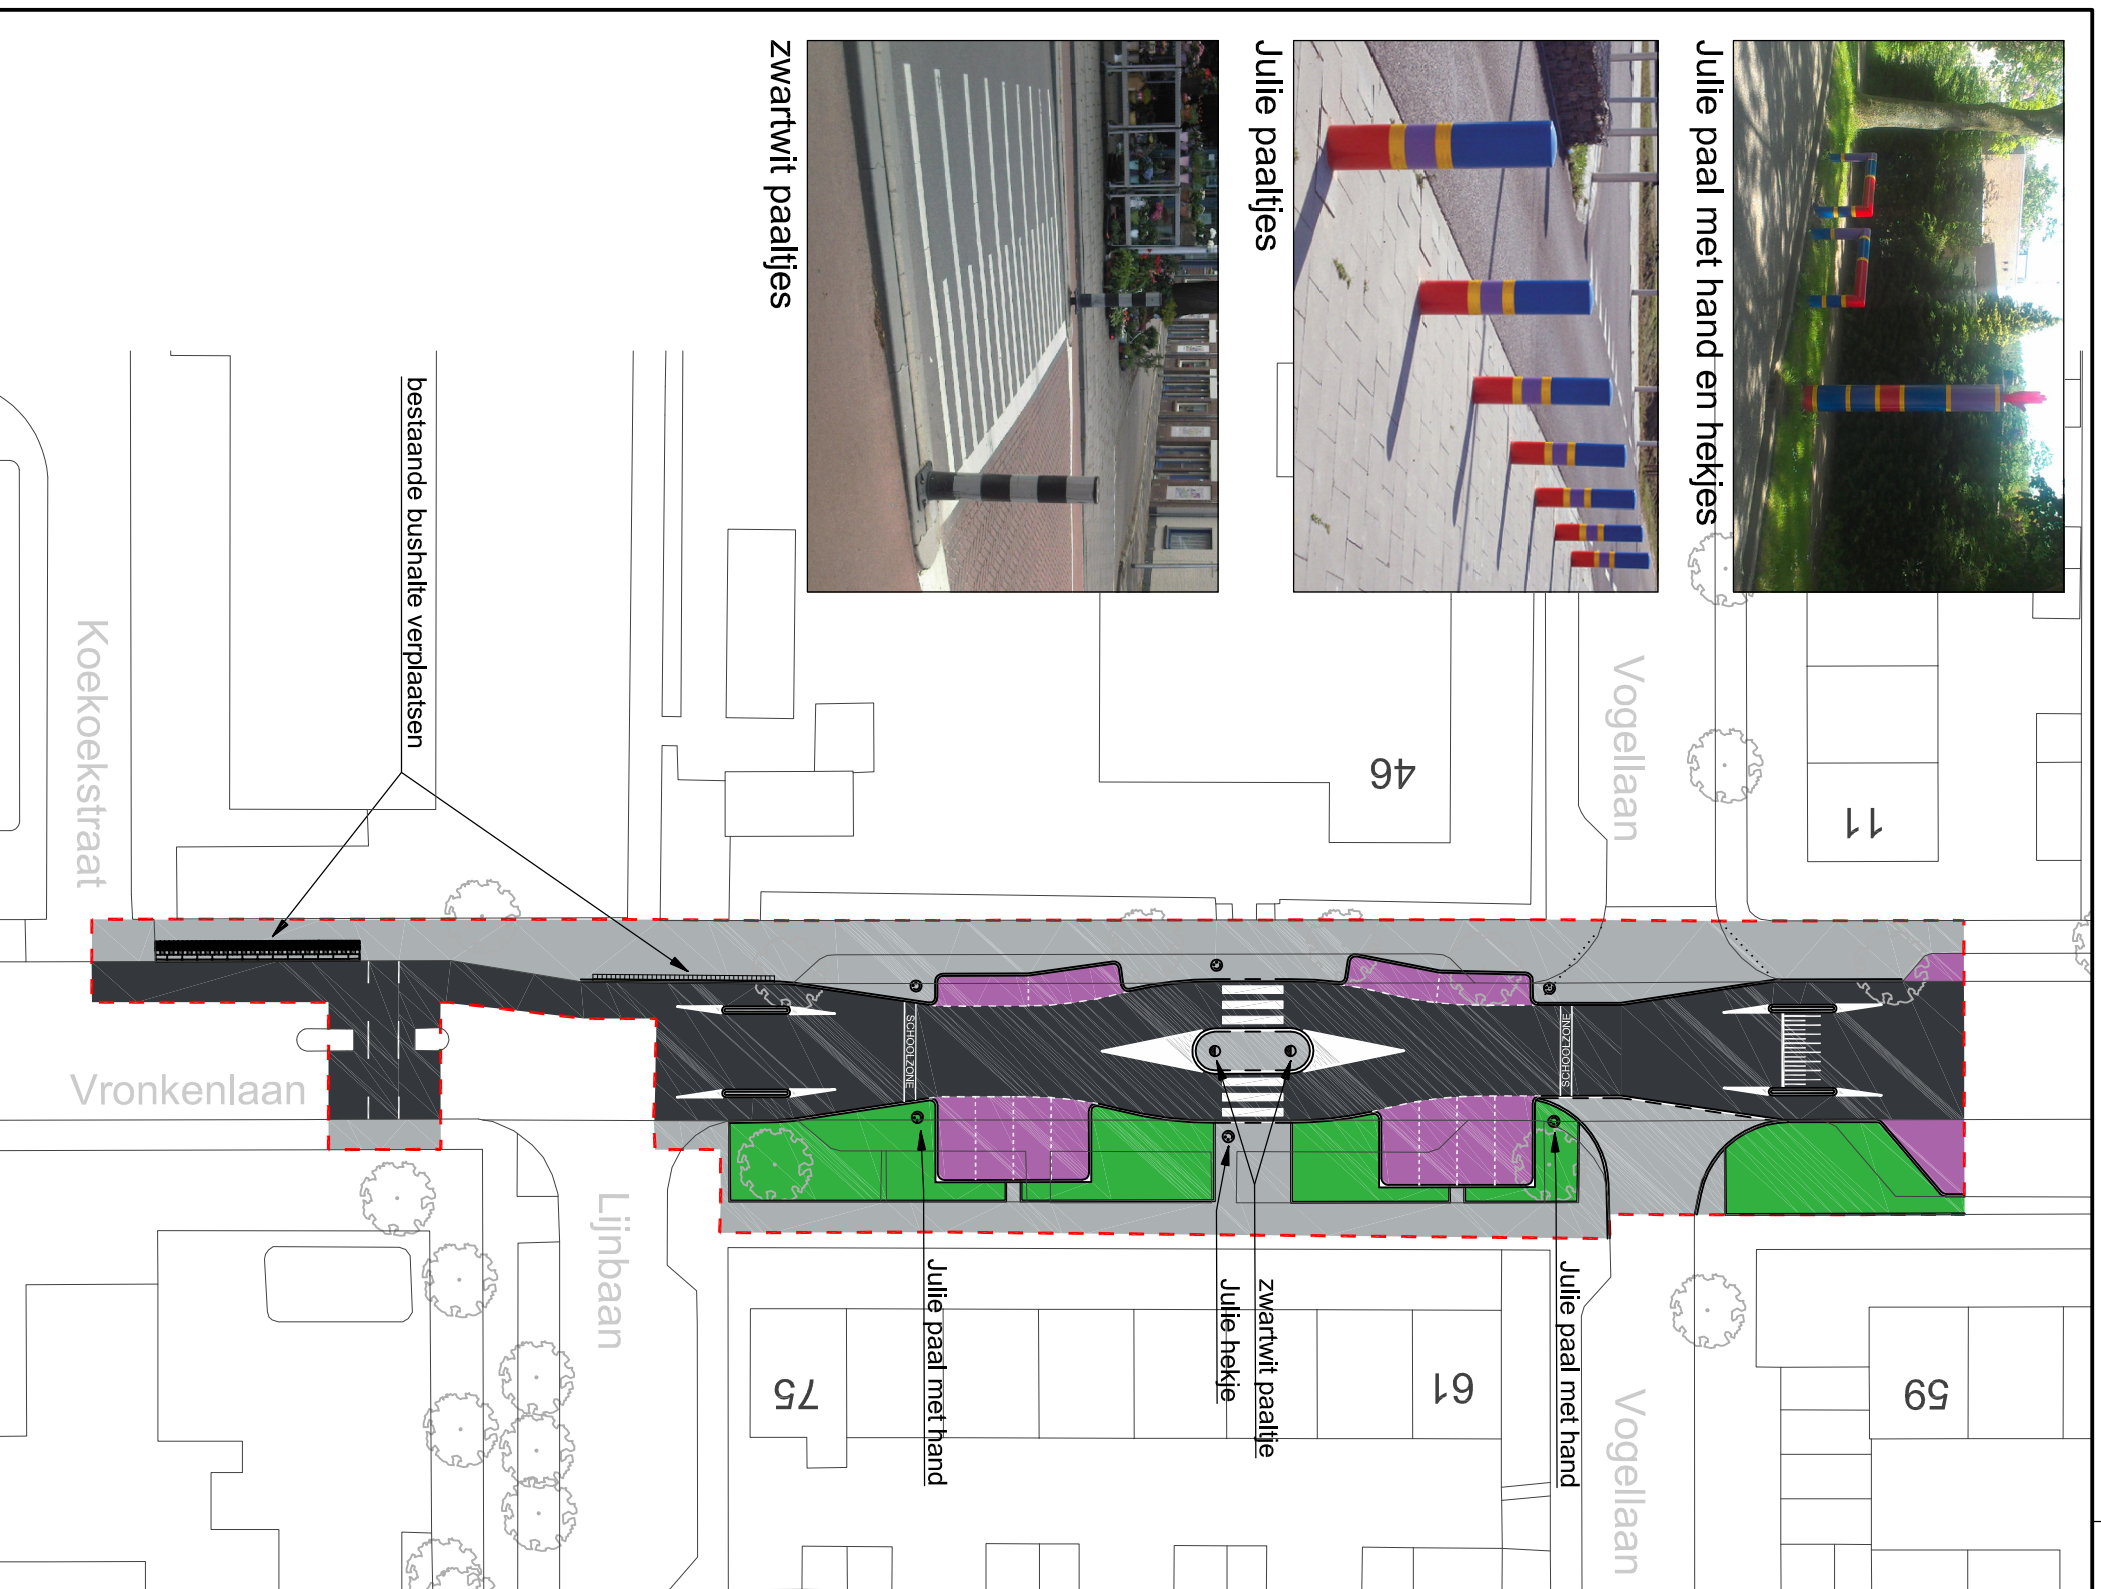 Julie paal met hand en hekjes
Julie paaltjes
zwartwit paaltjes
bestaande bushalte verplaatsen
Koekoekstraat
Vogellaan
46
11
Vronkenlaan
SCHOOLZONE
SCHOOLZONE
Lijnbaan
Julie paal met hand
Julie hekje
zwartwit paaltje
Julie paal met hand
75
61
59
Vogellaan